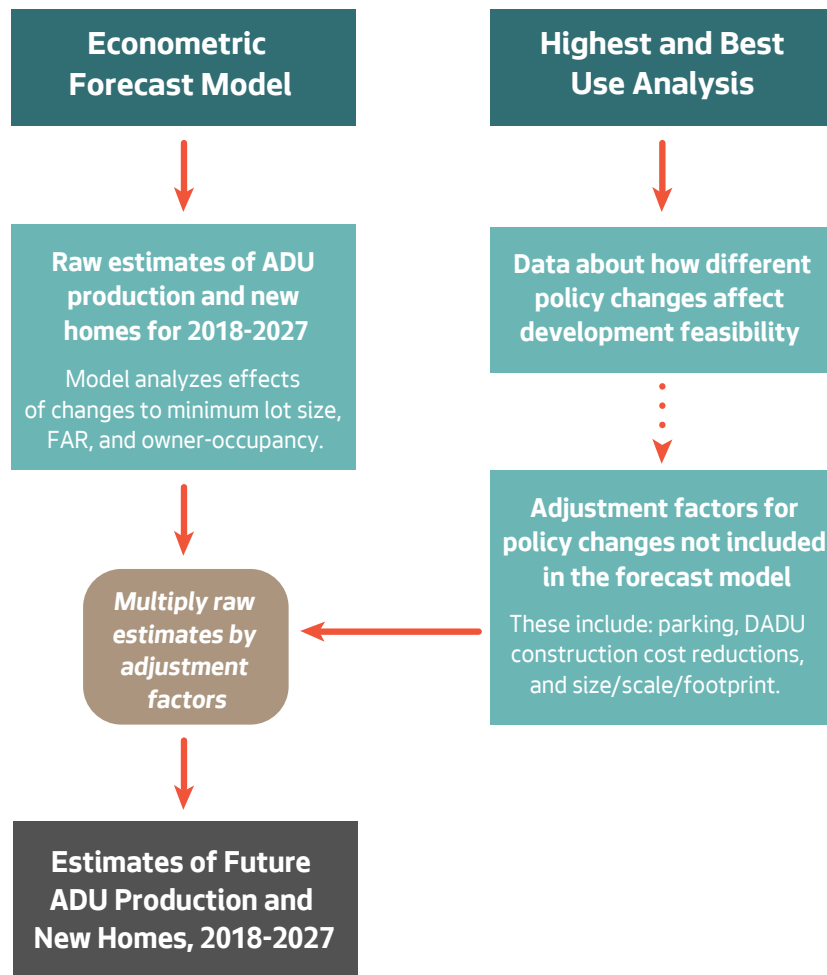 Econometric
Forecast Model
Highest and Best
Use Analysis
Raw estimates of ADU
production and new
homes for 2018-2027
Model analyzes effects
of changes to minimum lot size,
FAR, and owner-occupancy.
Data about how different
policy changes affect
development feasibility
Adjustment factors for
policy changes not included
in the forecast model
These include: parking, DADU
construction cost reductions,
and size/scale/footprint.
Multiply raw
estimates by
adjustment
factors
Estimates of Future
ADU Production and
New Homes, 2018-2027